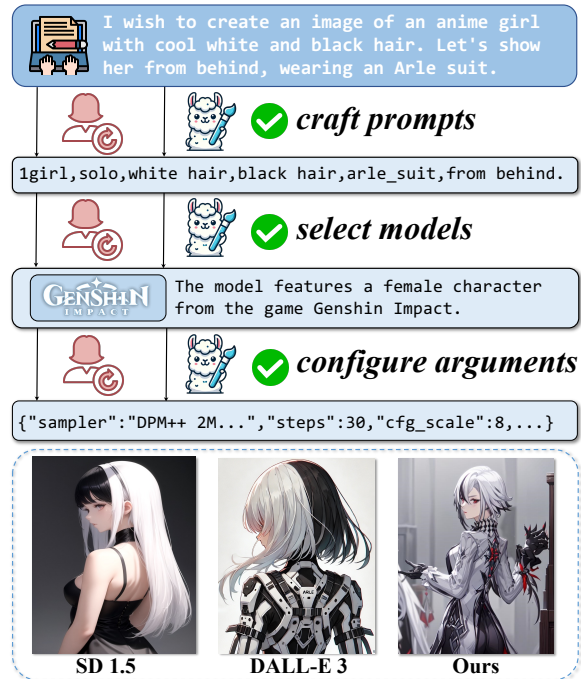 I wish to create an image of an anime girl
with cool white and black hair. Let's show
her from behind, wearing an Arle suit.
craft prompts
1girl,solo,white hair,black hair,arle_suit,from behind.
select models
GENSHIN
IMPACT
The model features a female character
from the game Genshin Impact.
configure arguments
{"sampler":"DPM++ 2M...","steps":30,"cfg_scale":8,...}
ARLE
SD 1.5
DALL-E 3
Ours